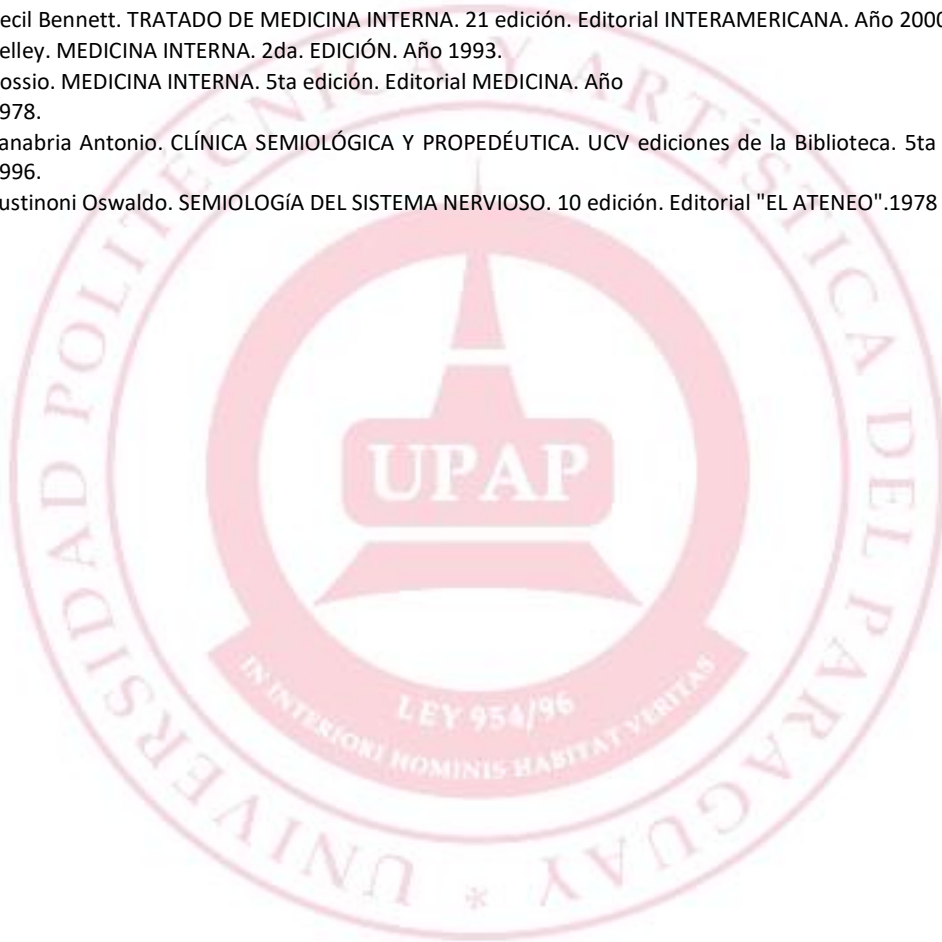 ecil Bennett. TRATADO DE MEDICINA INTERNA. 21 edición. Editorial INTERAMERICANA. Año 2000
elley. MEDICINA INTERNA. 2da. EDICIÓN. Año 1993.
ossio. MEDICINA INTERNA. 5ta edición. Editorial MEDICINA. Año
978.
anabria Antonio. CLÍNICA SEMIOLÓGICA Y PROPEDÉUTICA. UCV ediciones de la Biblioteca. 5ta
996.
ustinoni Oswaldo. SEMIOLOGíA DEL SISTEMA NERVIOSO. 10 edición. Editorial "EL ATENEO".1978
UNIVERSIDAD POLITÉCNICA Y ARTÍSTICA DEL PARAGUAY *
UPAP
LEY 954/96
IN INTERIORI HOMINIS HABITAT VERITAS